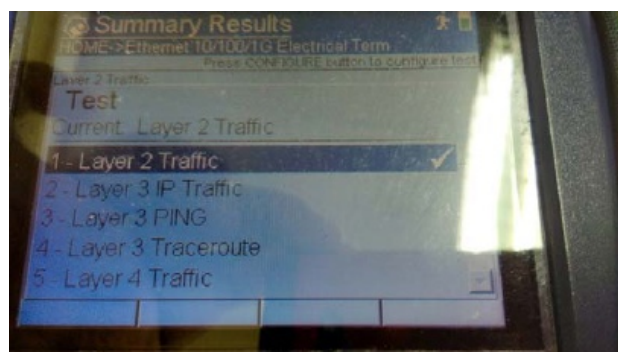 Summary Results
HOME->Ethernet 10/100/1G Electrical Term
Press CONFIGURE button to configure test
Layer 2 Traffic
Test
Current: Layer 2 Traffic
1 - Layer 2 Traffic
2 - Layer 3 IP Traffic
3 - Layer 3 PING
4 - Layer 3 Traceroute
5 - Layer 4 Traffic